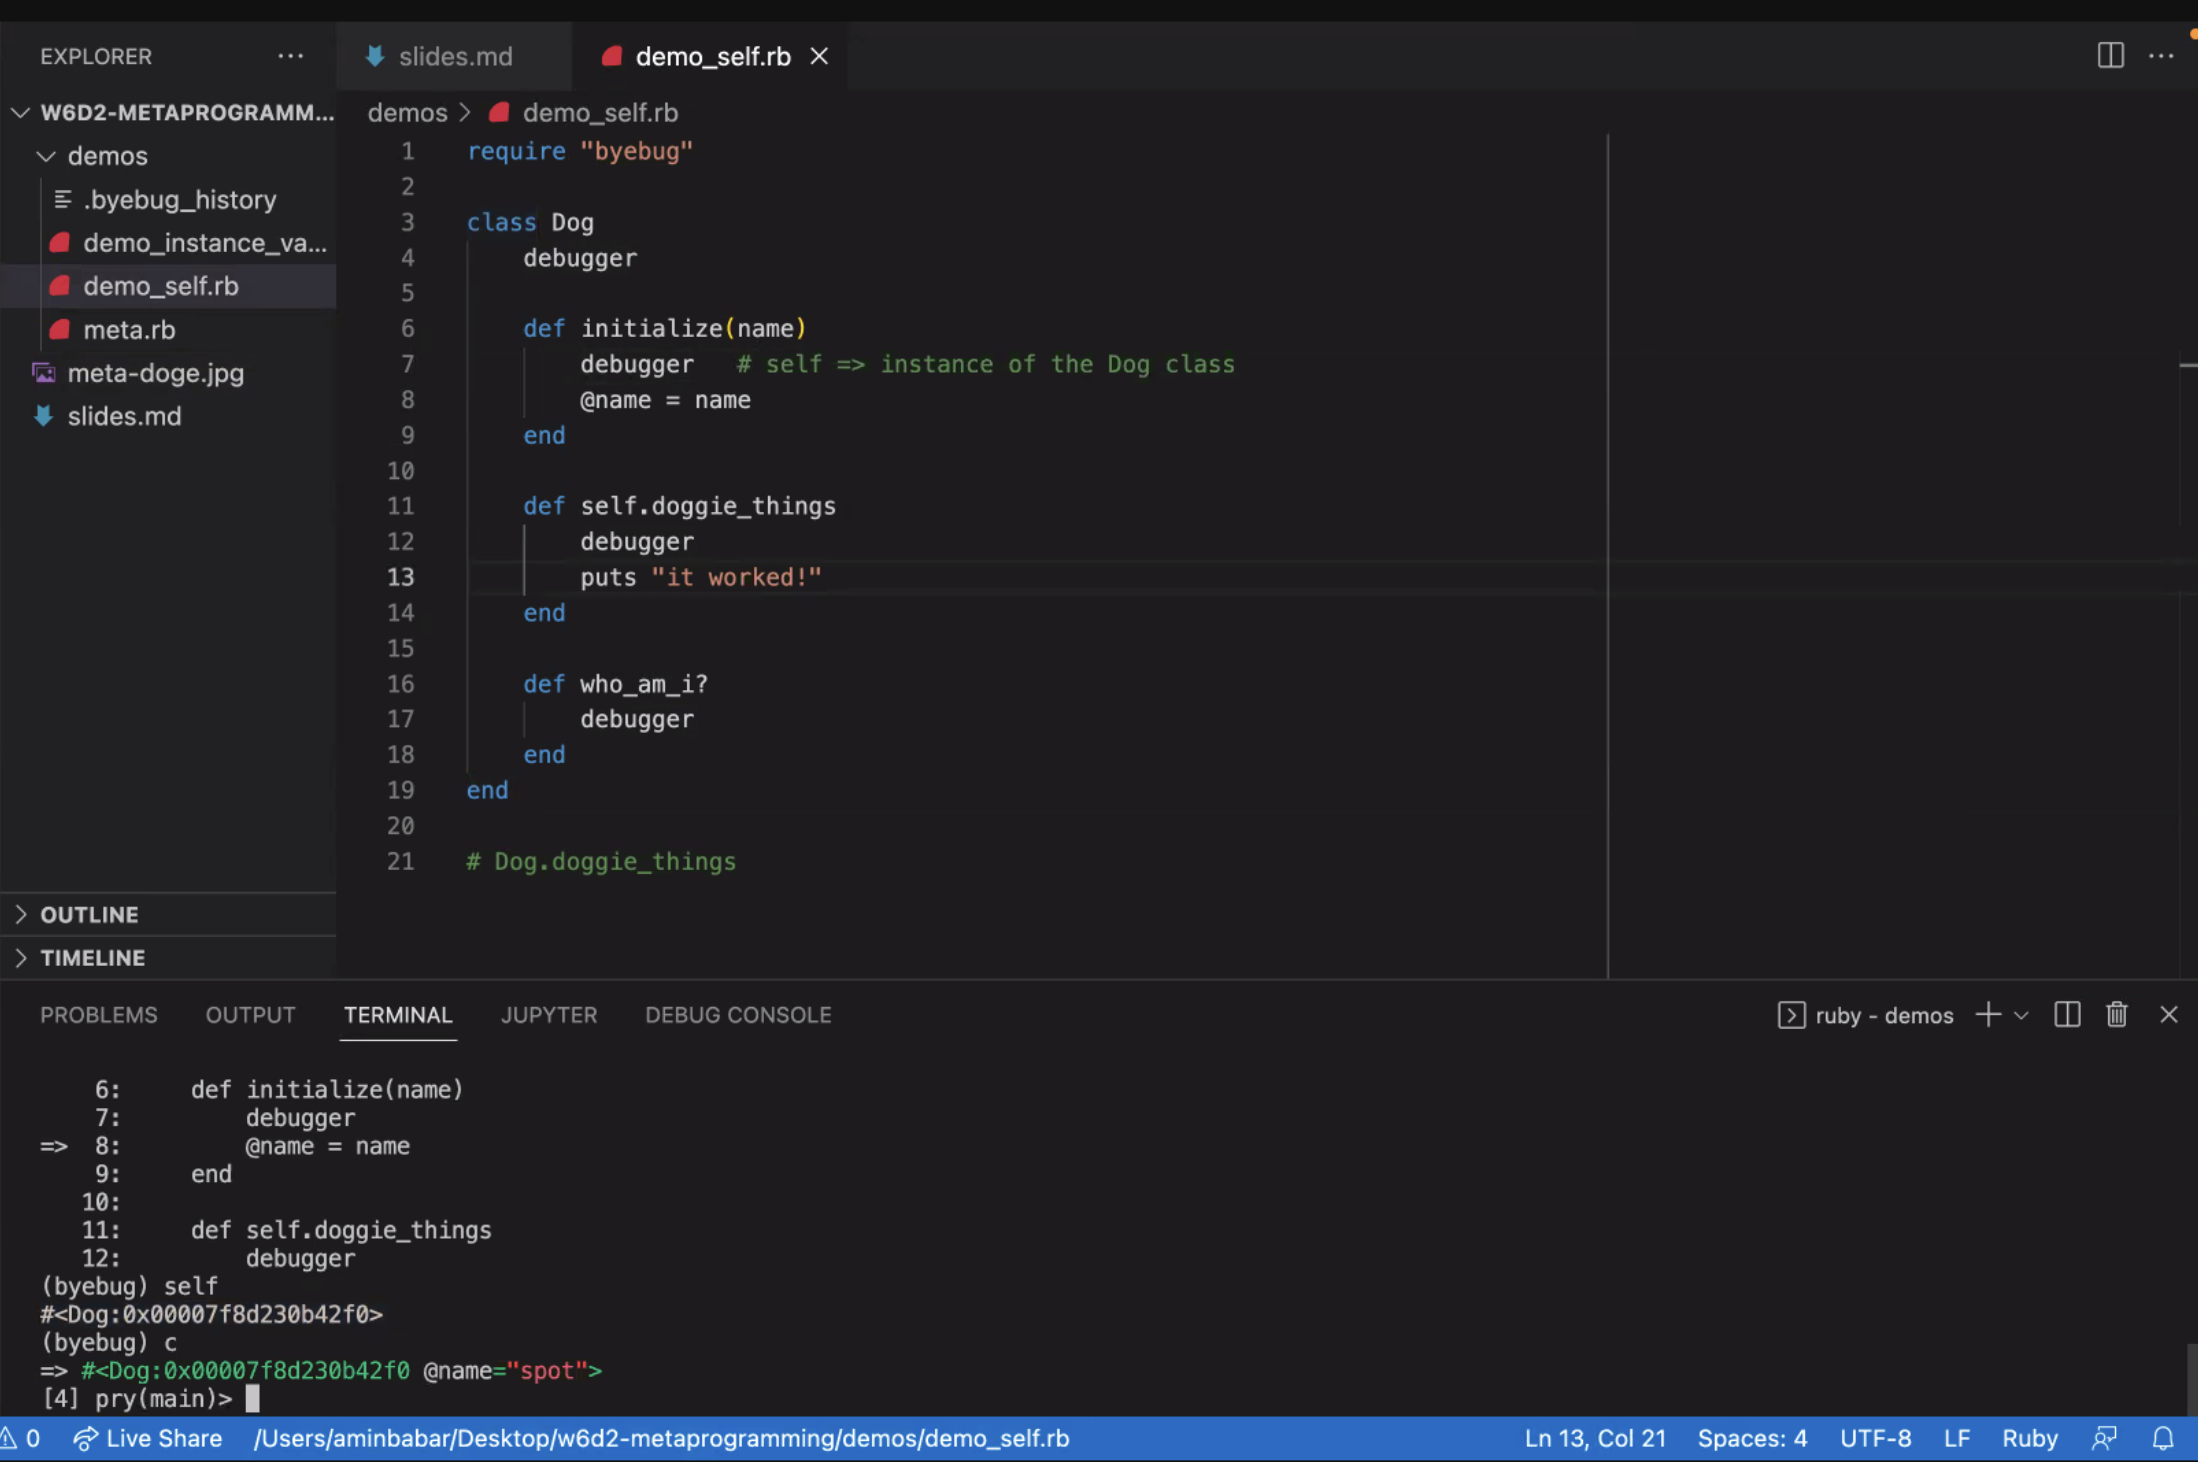 EXPLORER
slides.md
demo_self.rb
W6D2-METAPROGRAMM...
demos > demo_self.rb
demos
.byebug_history
demo_instance_va...
demo_self.rb
meta.rb
meta-doge.jpg
slides.md
OUTLINE
TIMELINE
1 require "byebug"
2
3 class Dog
4     debugger
5
6     def initialize(name)
7         debugger   # self => instance of the Dog class
8         @name = name
9     end
10
11     def self.doggie_things
12         debugger
13         puts "it worked!"
14     end
15
16     def who_am_i?
17         debugger
18     end
19 end
20
21 # Dog.doggie_things
PROBLEMS OUTPUT TERMINAL JUPYTER DEBUG CONSOLE ruby - demos
6:     def initialize(name)
7:         debugger
=>  8:         @name = name
9:     end
10:
11:     def self.doggie_things
12:         debugger
(byebug) self
#<Dog:0x00007f8d230b42f0>
(byebug) c
=> #<Dog:0x00007f8d230b42f0 @name="spot">
[4] pry(main)>
0 Live Share /Users/aminbabar/Desktop/w6d2-metaprogramming/demos/demo_self.rb Ln 13, Col 21 Spaces: 4 UTF-8 LF Ruby